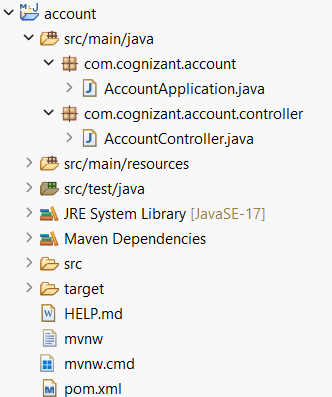 account
src/main/java
com.cognizant.account
AccountApplication.java
com.cognizant.account.controller
AccountController.java
src/main/resources
src/test/java
JRE System Library [JavaSE-17]
Maven Dependencies
src
target
HELP.md
mvnw
mvnw.cmd
pom.xml